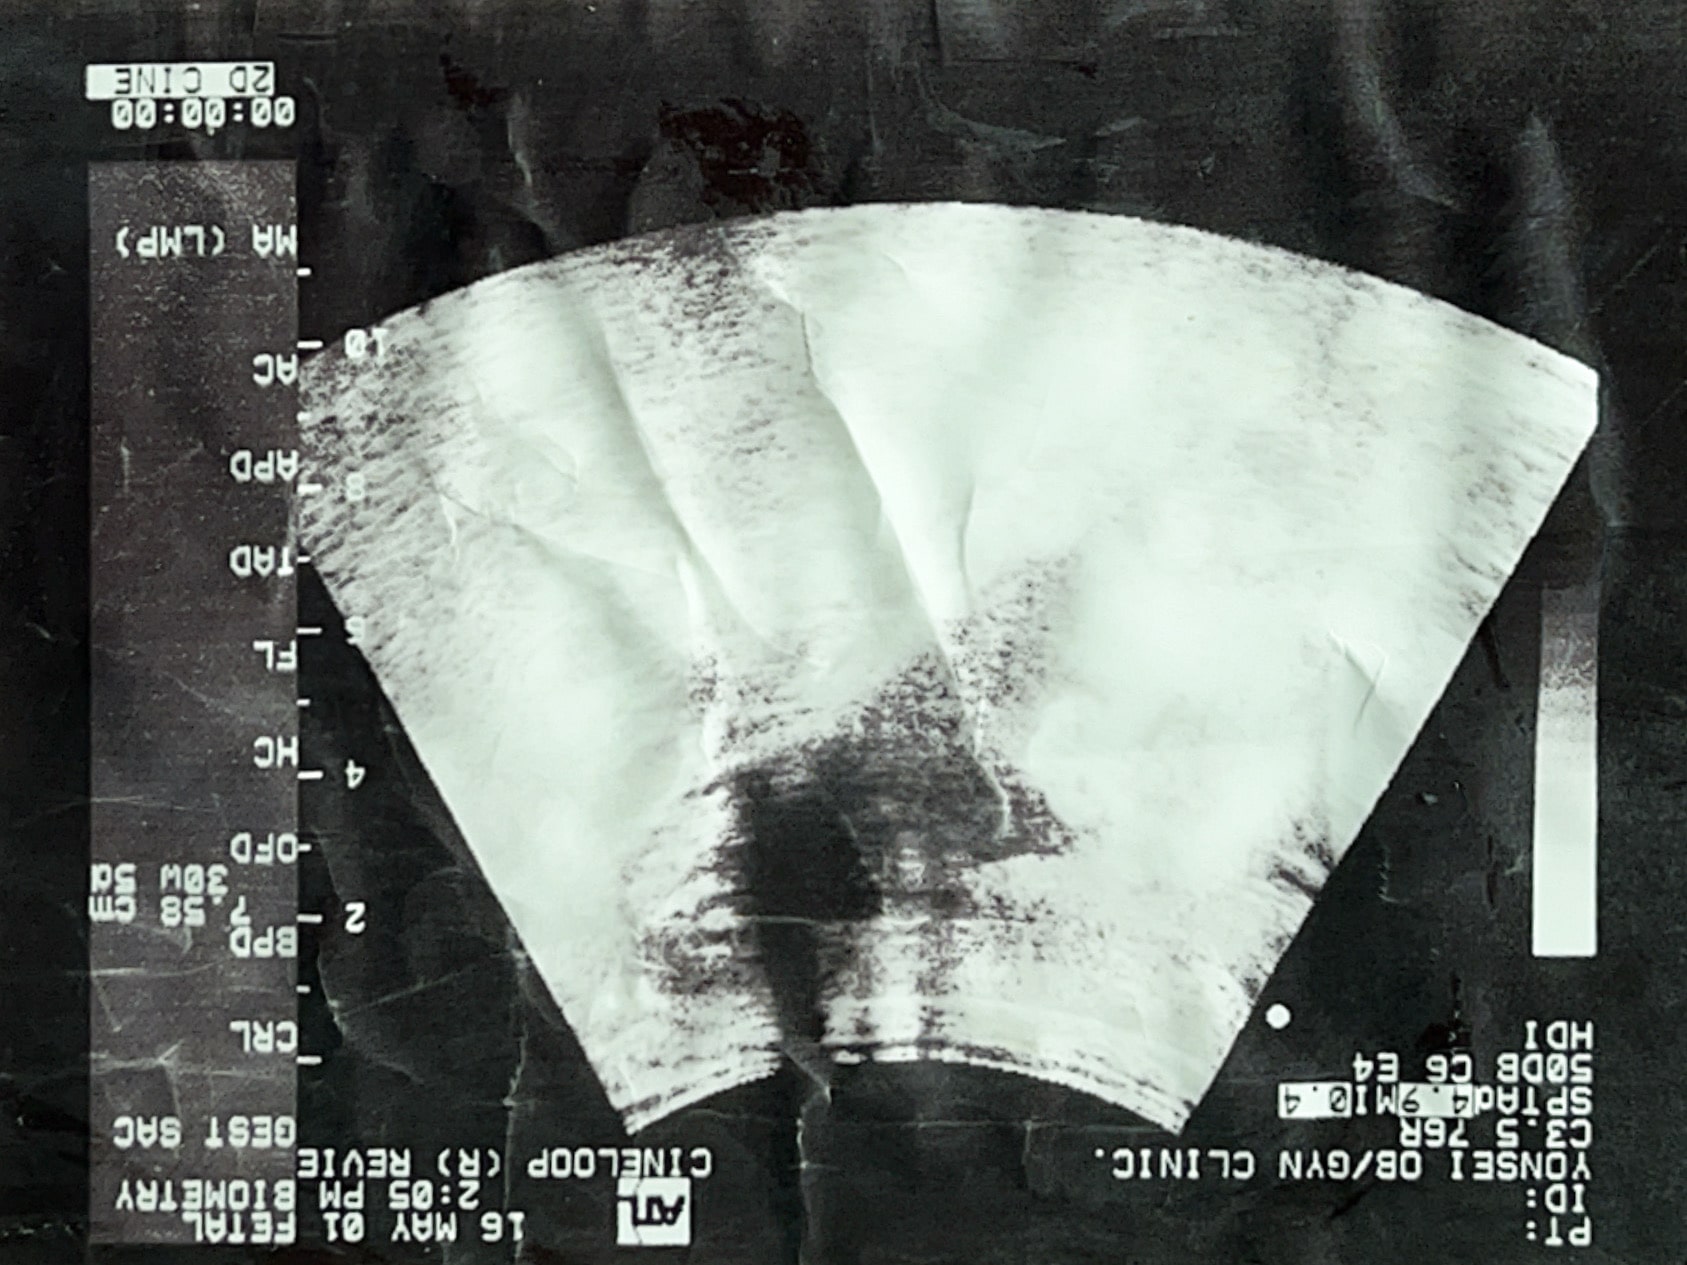 PT:
ID:
YONSEI OB/GYN CLINIC.
C3.5 76R
SPTAd4.9MI0.4
50DB C6 E4
HDI
ATL
16 MAY 01
2:05 PM
CINELOOP (R) REVIE
FETAL
BIOMETRY
GEST SAC
CRL
BPD
7.58 cm
30w 5d
OFD
HC
FL
TAD
APD
AC
MA (LMP)
2
4
6
8
10
00:00:00
2D CINE